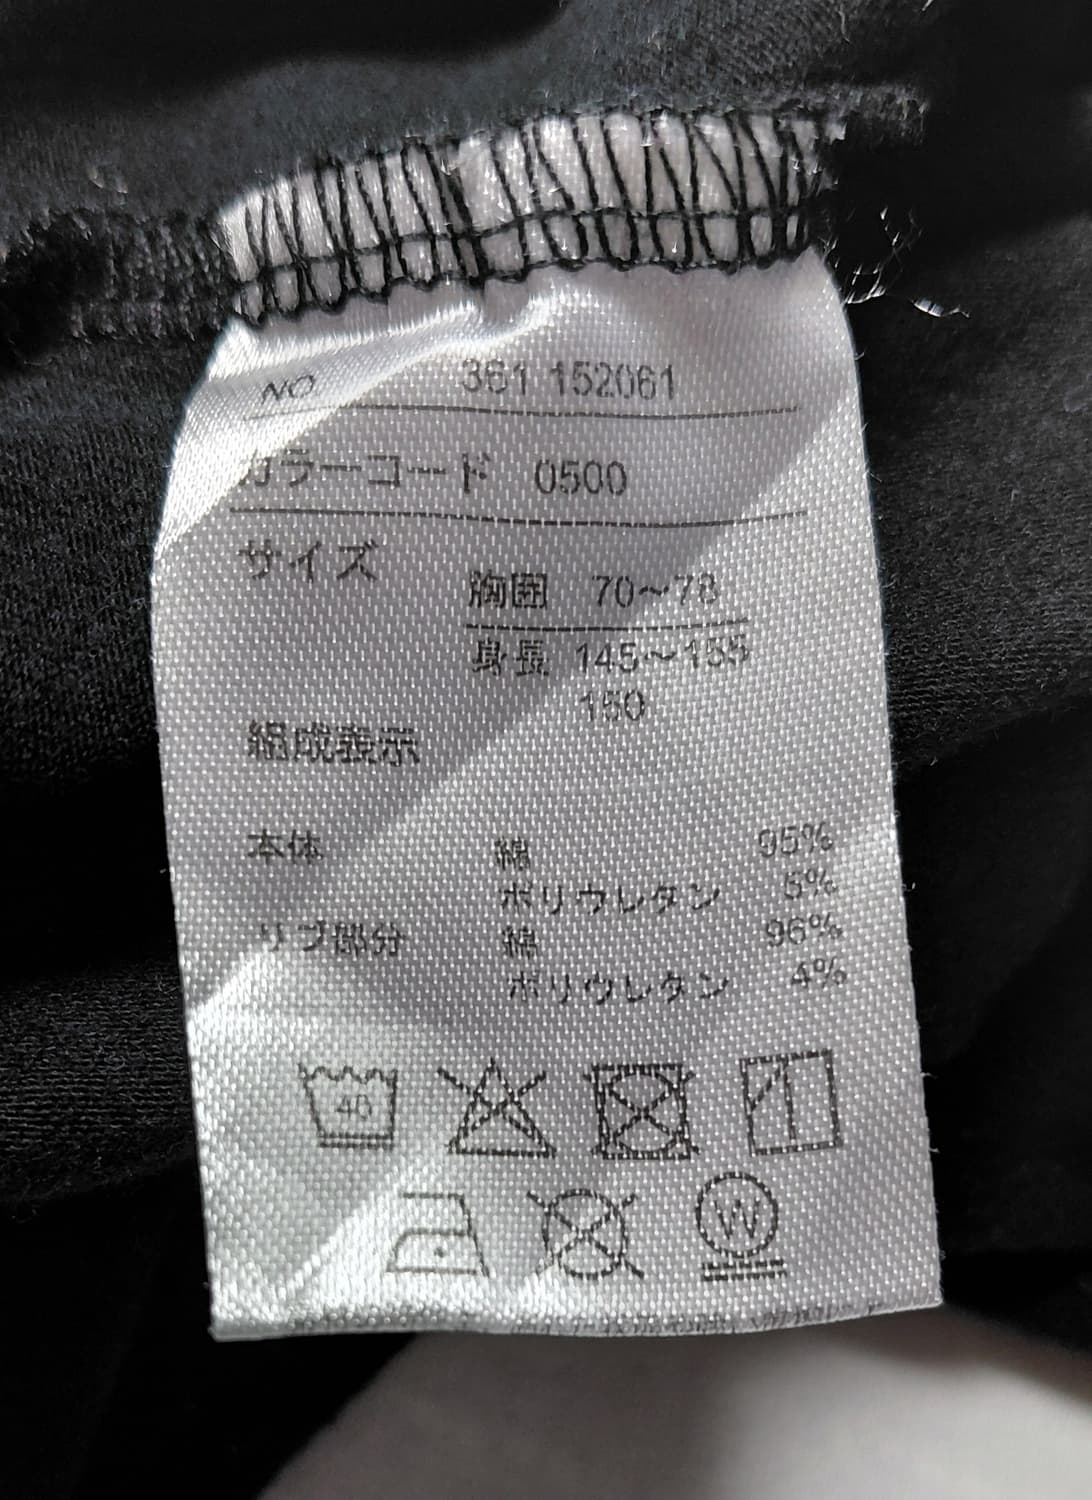 NO 361 152061
カラーコード 0500
サイズ 胸囲 70～78
身長 145～155
150
組成表示
本体 綿 95%
ポリウレタン 5%
リブ部分 綿 96%
ポリウレタン 4%
40
W